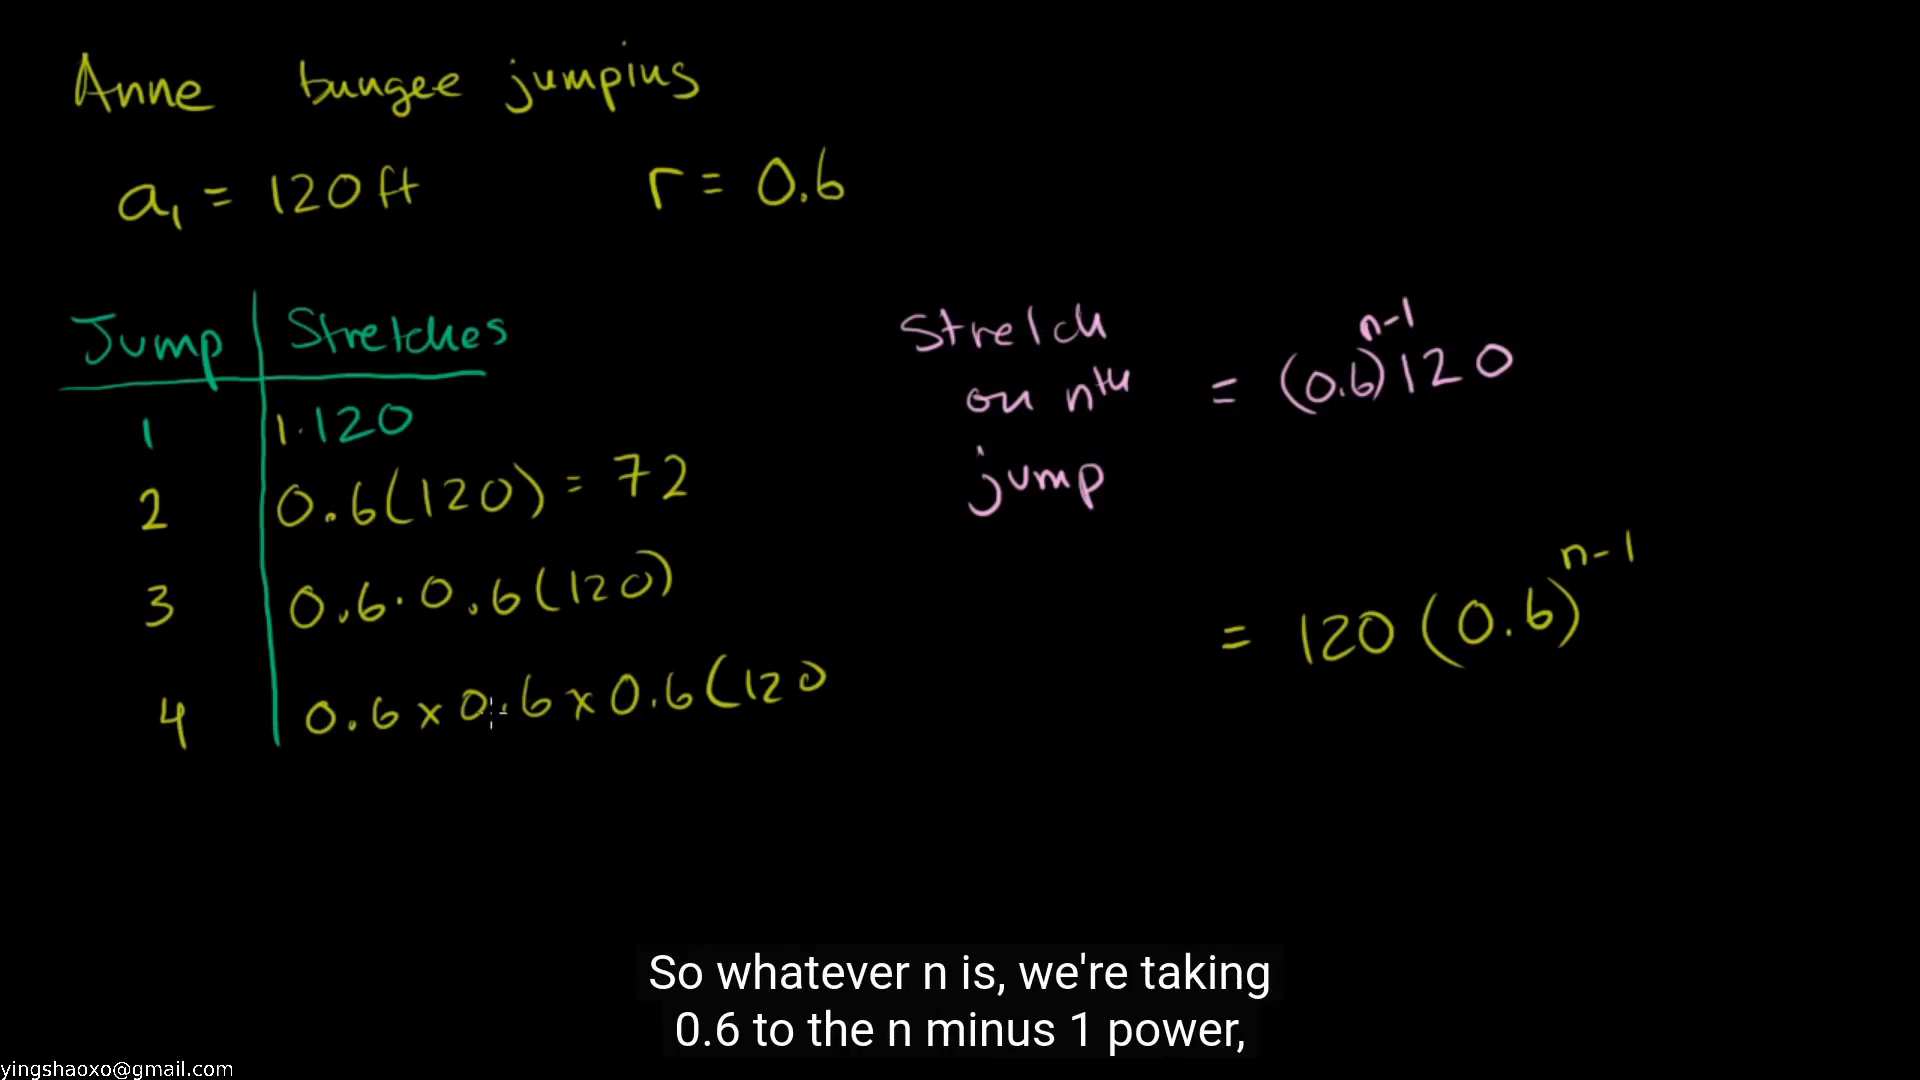 Anne bungee jumping
a₁ = 120 ft r = 0.6
Jump Stretches
1 1·120
2 0.6(120) = 72
3 0.6·0.6(120)
4 0.6 x 0.6 x 0.6(120
Stretch
on nᵗʰ = (0.6)ⁿ⁻¹120
jump
= 120(0.6)ⁿ⁻¹
So whatever n is, we're taking
0.6 to the n minus 1 power,
yingshaoxo@gmail.com